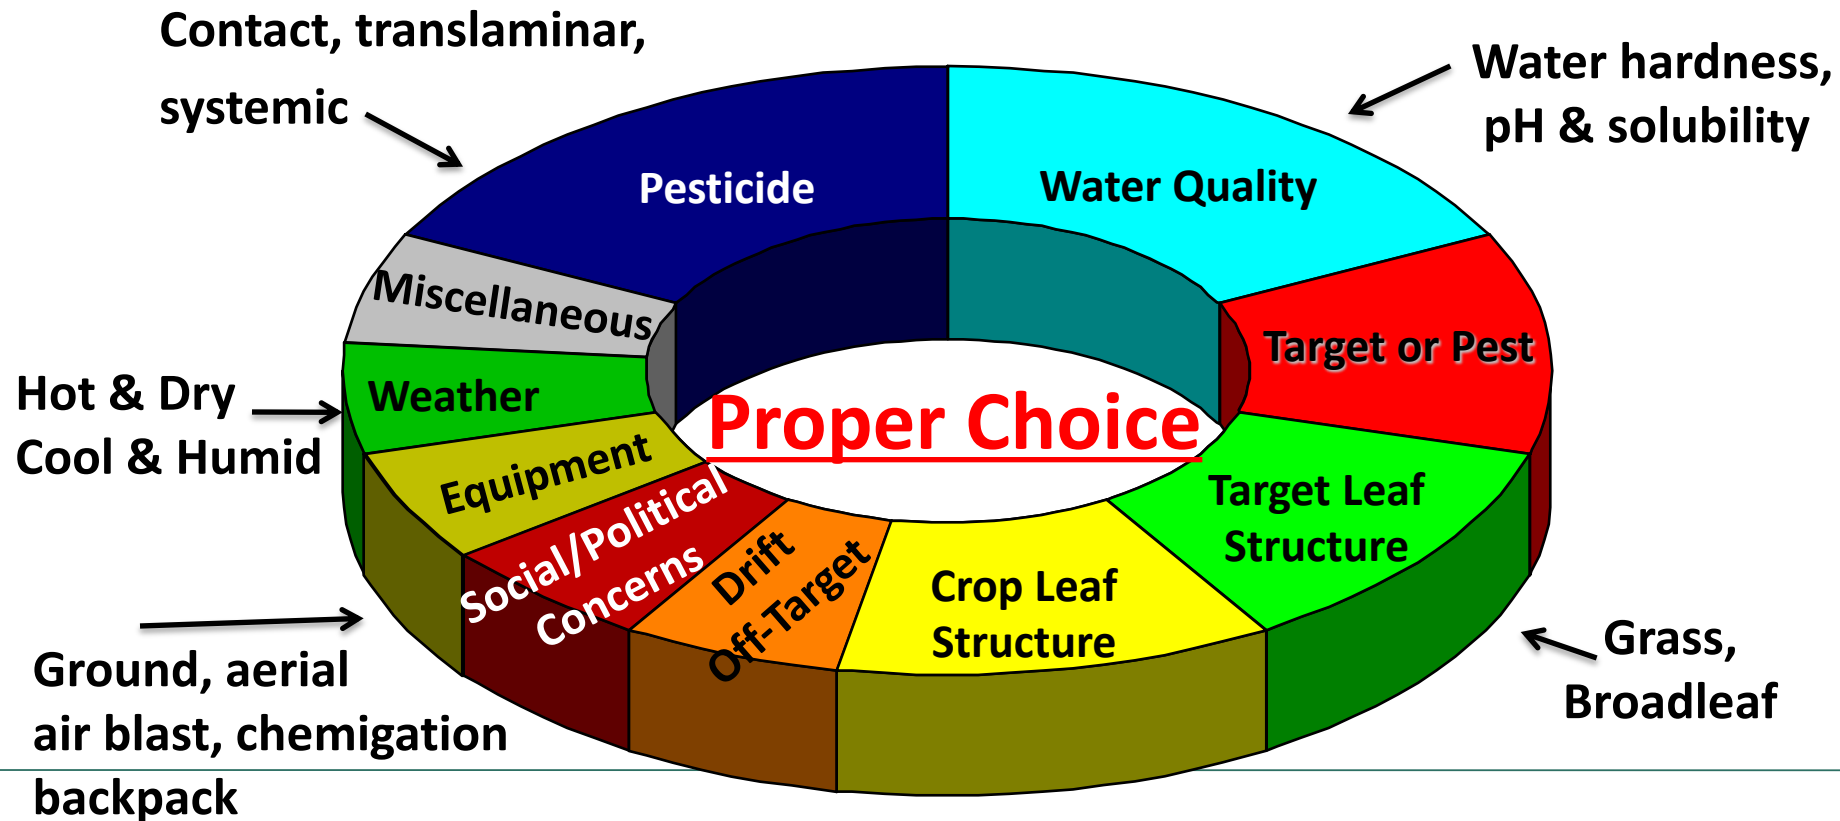 Contact, translaminar,
systemic
Water hardness,
pH & solubility
Pesticide
Water Quality
Miscellaneous
Target or Pest
Hot & Dry
Cool & Humid
Weather
Proper Choice
Equipment
Target Leaf
Structure
Social/Political
Concerns
Drift
Off-Target
Crop Leaf
Structure
Grass,
Broadleaf
Ground, aerial
air blast, chemigation
backpack